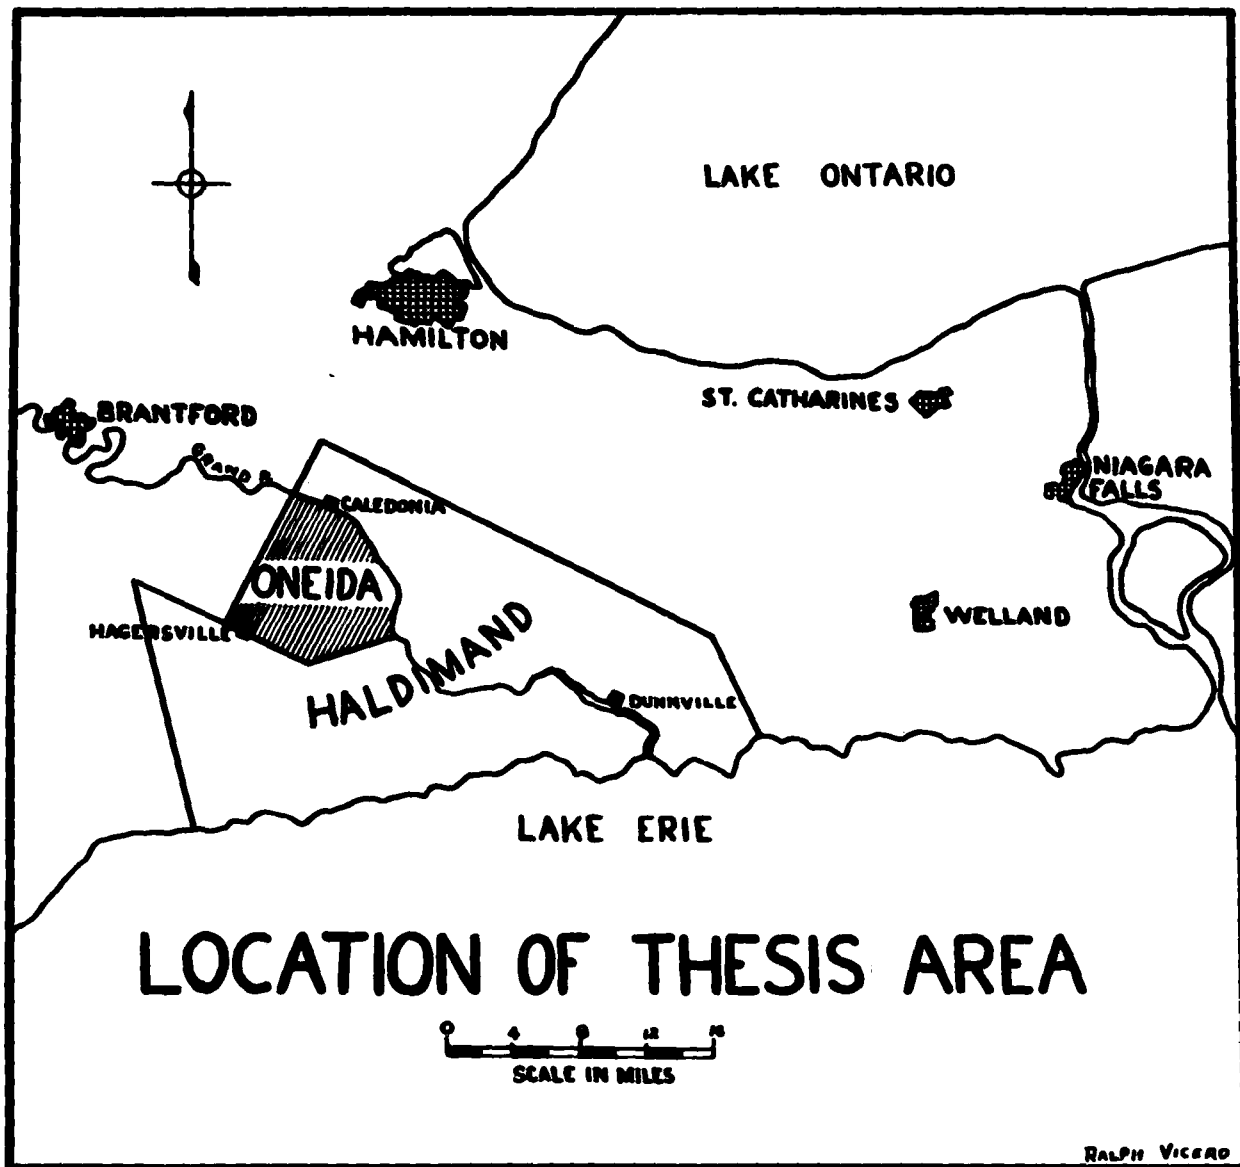 LAKE ONTARIO
HAMILTON
ST. CATHARINES
BRANTFORD
GRAND R.
NIAGARA
FALLS
CALEDONIA
ONEIDA
HAGERSVILLE
WELLAND
HALDIMAND
DUNNVILLE
LAKE ERIE
LOCATION OF THESIS AREA
0 4 8 12 16
SCALE IN MILES
RALPH VICERO